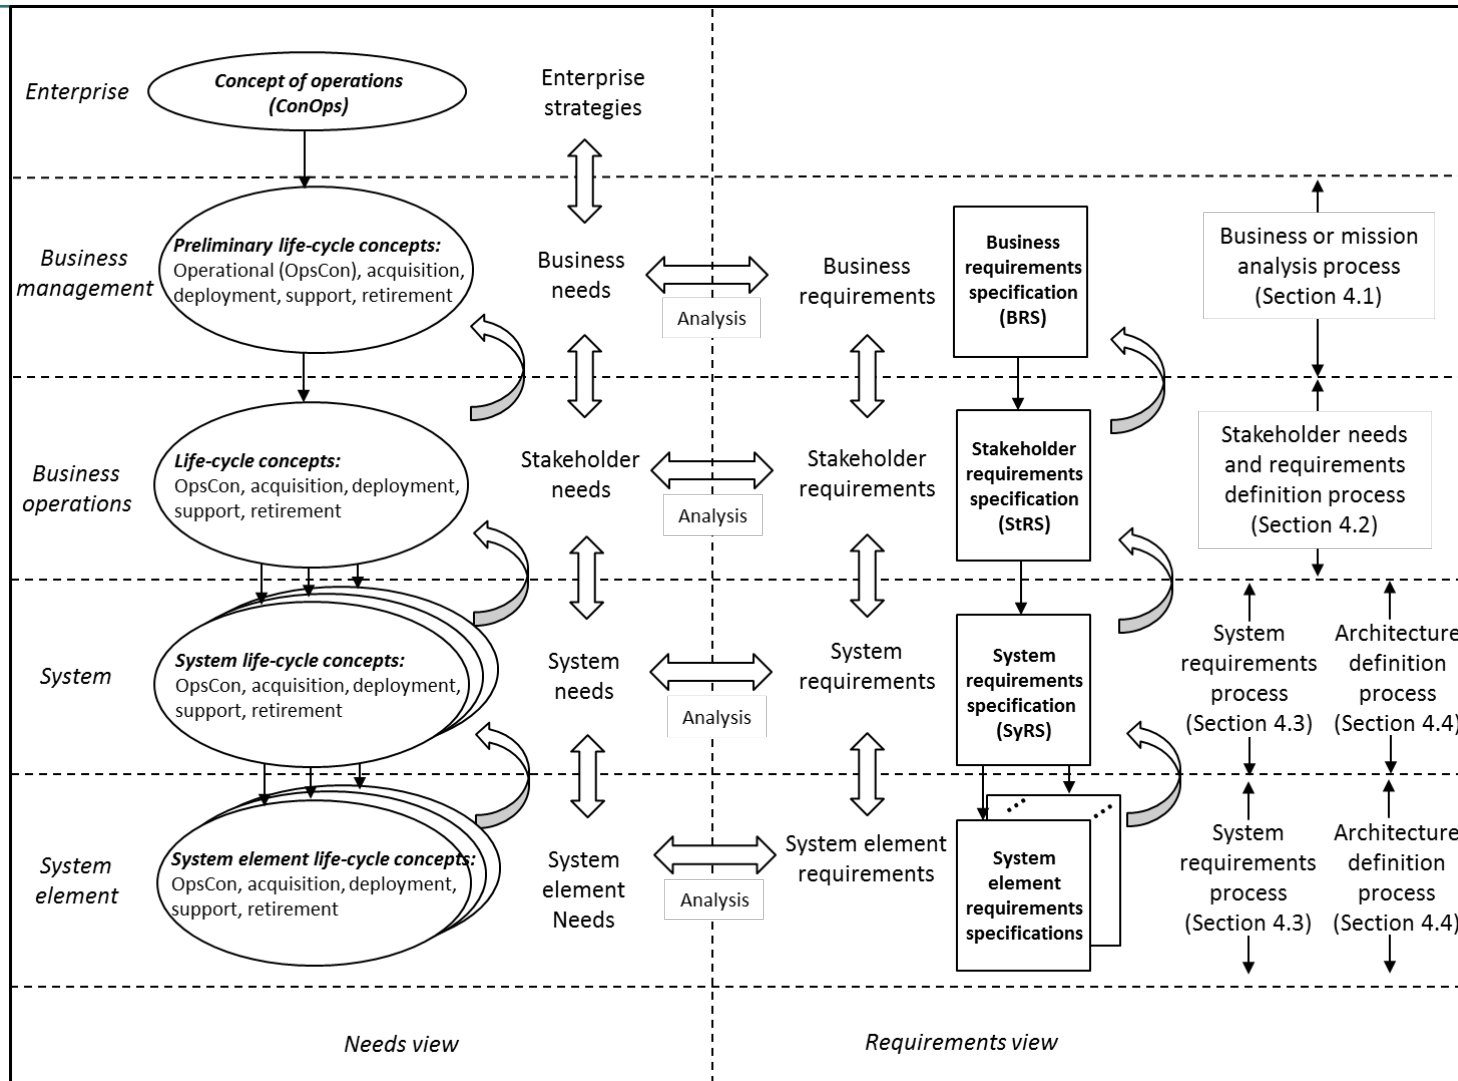 Enterprise
Concept of operations
(ConOps)
Enterprise
strategies
Business
management
Preliminary life-cycle concepts:
Operational (OpsCon), acquisition,
deployment, support, retirement
Business
needs
Analysis
Business
requirements
Business
requirements
specification
(BRS)
Business or mission
analysis process
(Section 4.1)
Business
operations
Life-cycle concepts:
OpsCon, acquisition, deployment,
support, retirement
Stakeholder
needs
Analysis
Stakeholder
requirements
Stakeholder
requirements
specification
(StRS)
Stakeholder needs
and requirements
definition process
(Section 4.2)
System
System life-cycle concepts:
OpsCon, acquisition, deployment,
support, retirement
System
needs
Analysis
System
requirements
System
requirements
specification
(SyRS)
System
requirements
process
(Section 4.3)
Architecture
definition
process
(Section 4.4)
System
element
System element life-cycle concepts:
OpsCon, acquisition, deployment,
support, retirement
System
element
Needs
Analysis
System element
requirements
System
element
requirements
specifications
System
requirements
process
(Section 4.3)
Architecture
definition
process
(Section 4.4)
Needs view
Requirements view